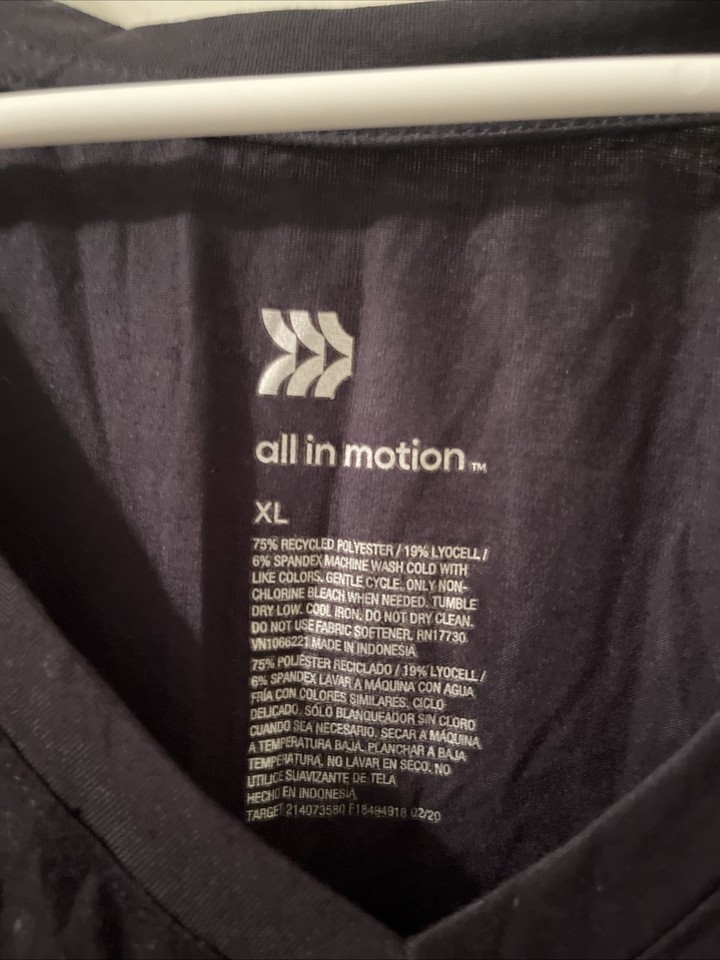 all in motion™
XL
75% RECYCLED POLYESTER / 19% LYOCELL /
6% SPANDEX MACHINE WASH COLD WITH
LIKE COLORS. GENTLE CYCLE. ONLY NON-
CHLORINE BLEACH WHEN NEEDED. TUMBLE
DRY LOW. COOL IRON. DO NOT DRY CLEAN.
DO NOT USE FABRIC SOFTENER. RN17730
VN1066221 MADE IN INDONESIA
75% POLIÉSTER RECICLADO / 19% LYOCELL /
6% SPANDEX LAVAR A MÁQUINA CON AGUA
FRÍA CON COLORES SIMILARES. CICLO
DELICADO. SÓLO BLANQUEADOR SIN CLORO
CUANDO SEA NECESARIO. SECAR A MÁQUINA
A TEMPERATURA BAJA. PLANCHAR A BAJA
TEMPERATURA. NO LAVAR EN SECO. NO
UTILICE SUAVIZANTE DE TELA
HECHO EN INDONESIA
TARGET 214073580 E18494918 02/20